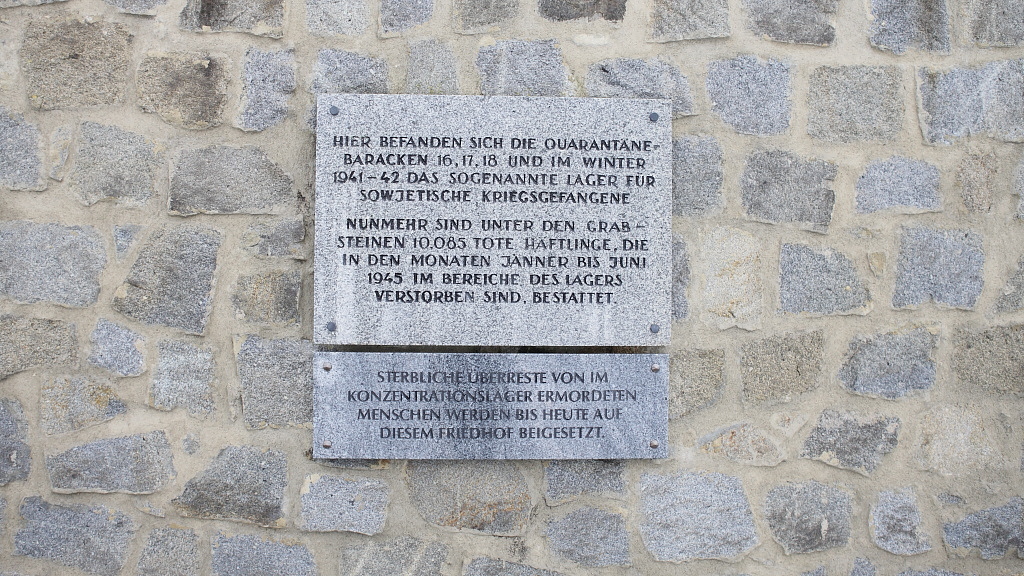 HIER BEFANDEN SICH DIE QUARANTÄNE-
BARACKEN 16, 17, 18 UND IM WINTER
1941-42 DAS SOGENANNTE LAGER FÜR
SOWJETISCHE KRIEGSGEFANGENE
NUNMEHR SIND UNTER DEN GRAB-
STEINEN 10.085 TOTE HÄFTLINGE, DIE
IN DEN MONATEN JÄNNER BIS JUNI
1945 IM BEREICHE DES LAGERS
VERSTORBEN SIND, BESTATTET.
STERBLICHE ÜBERRESTE VON IM
KONZENTRATIONSLAGER ERMORDETEN
MENSCHEN WERDEN BIS HEUTE AUF
DIESEM FRIEDHOF BEIGESETZT.